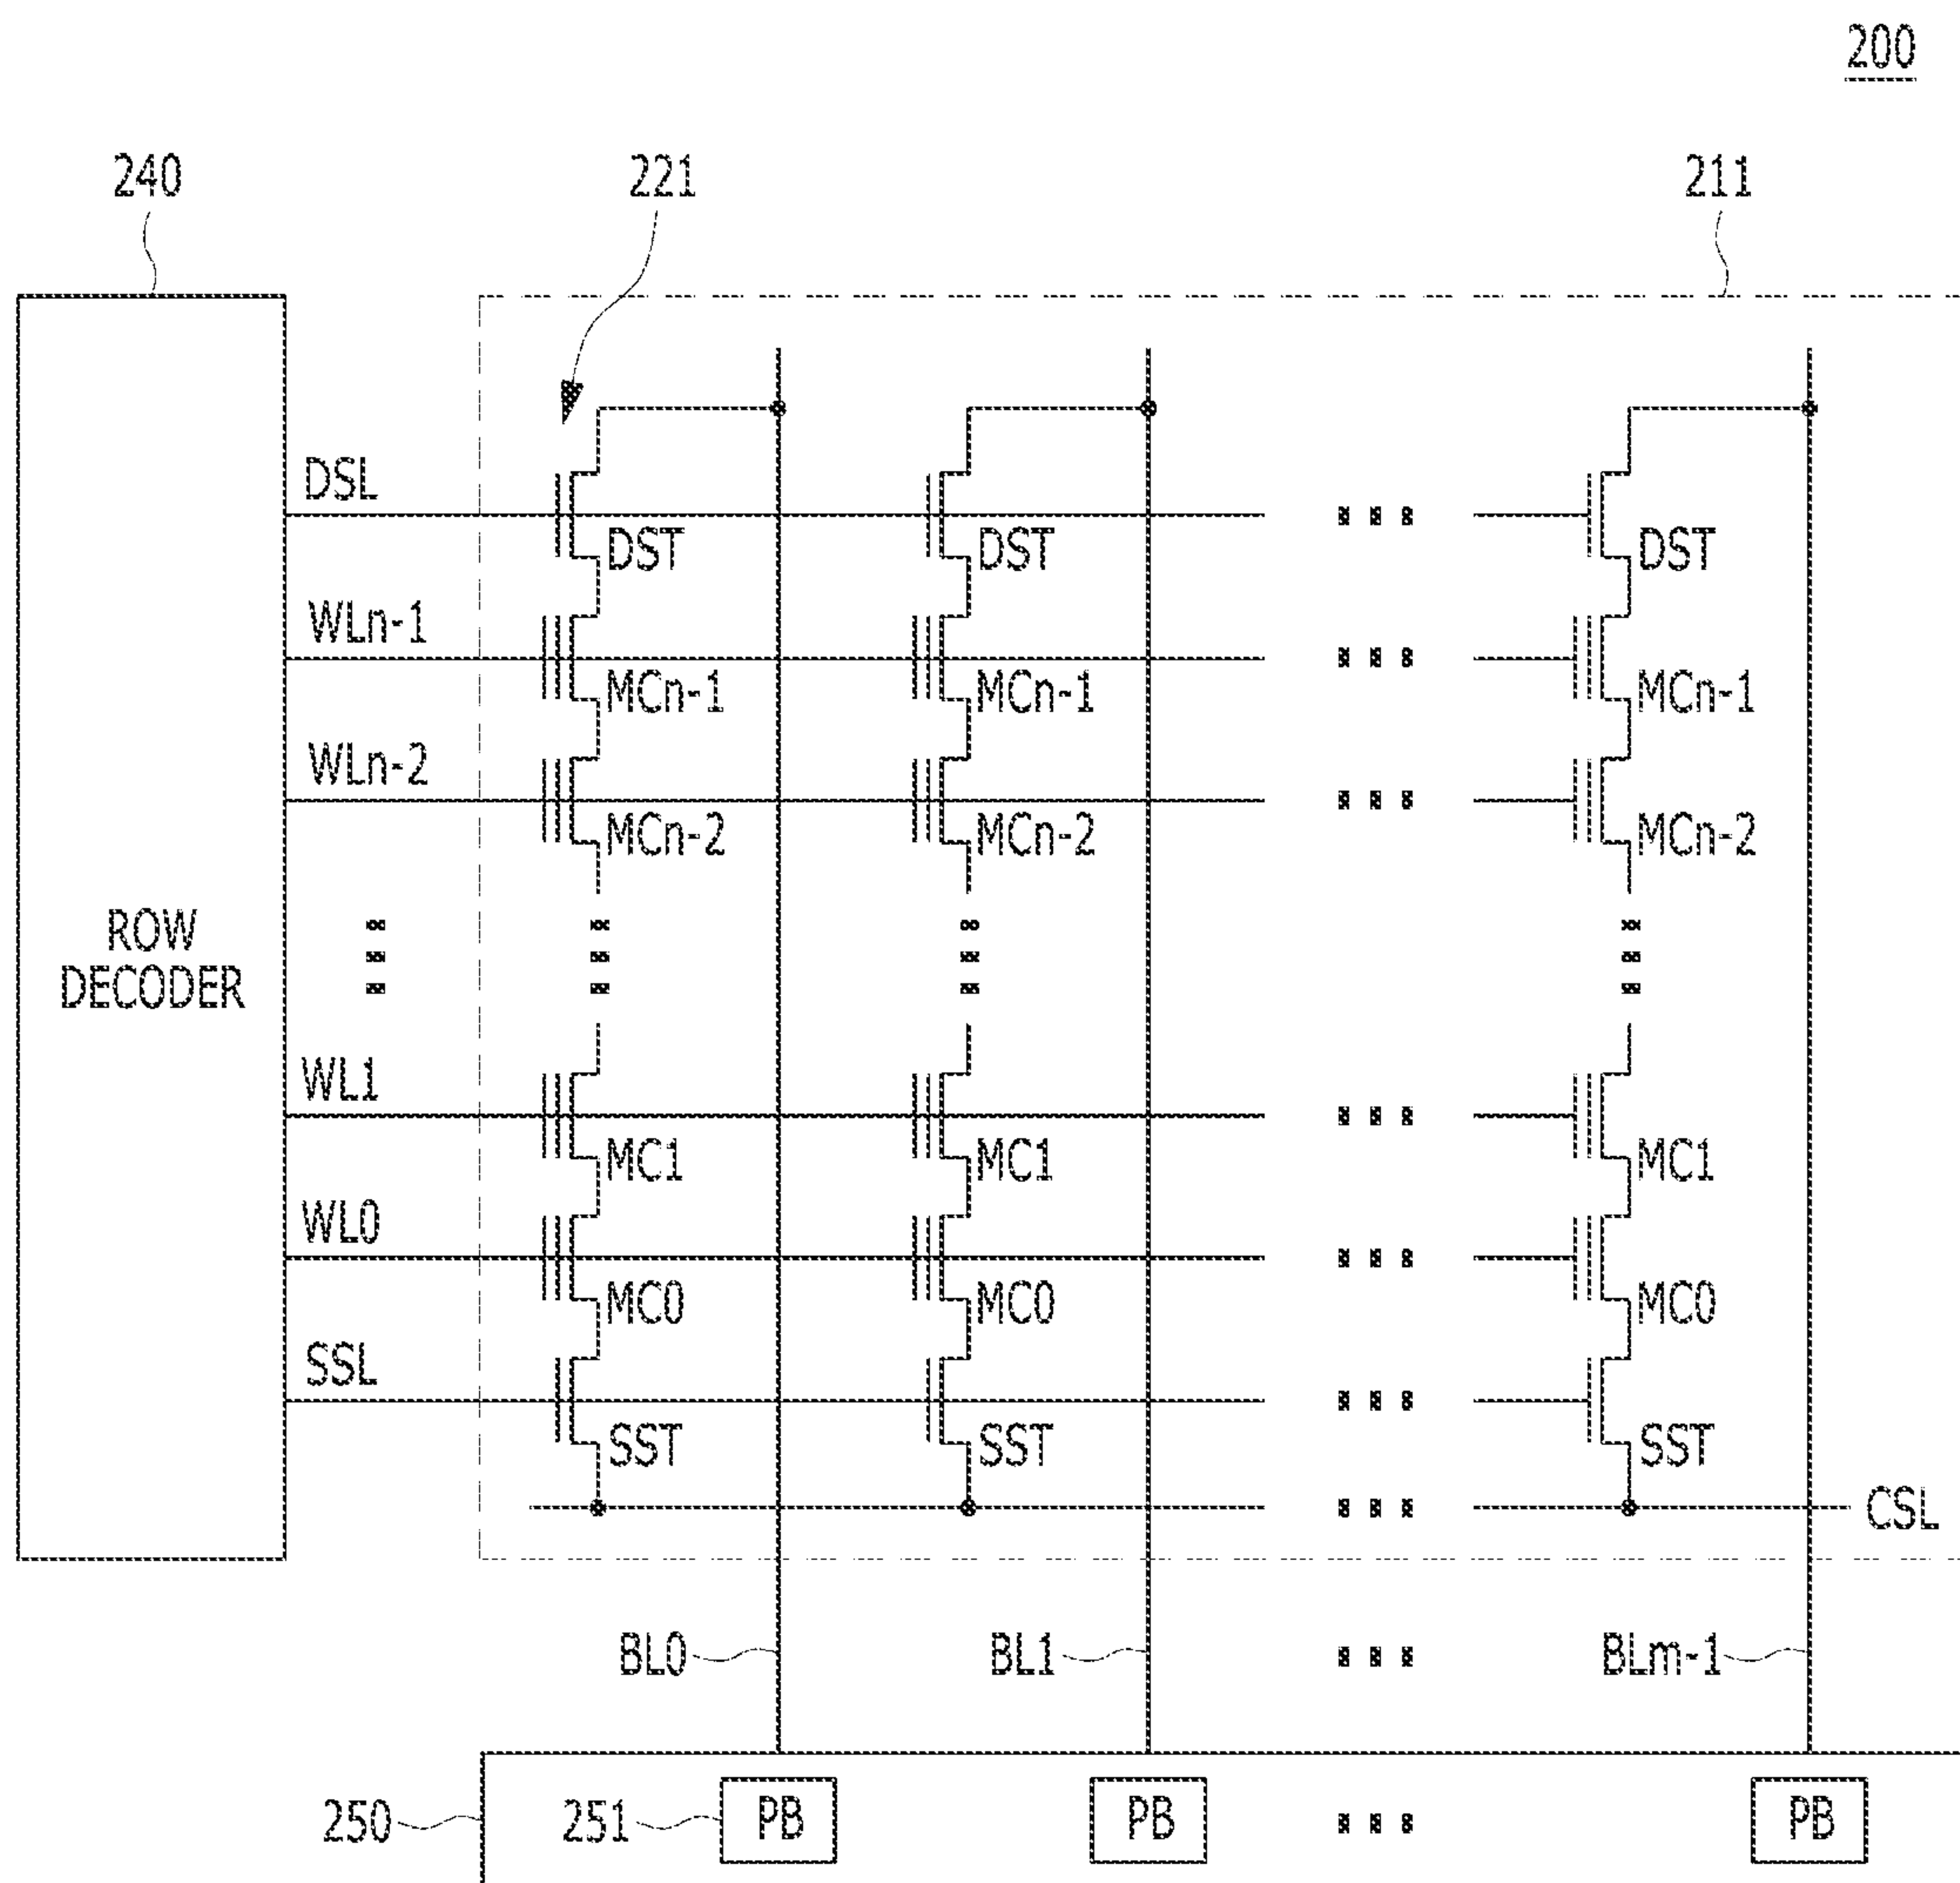 200
240
221
211
DSL
DST
DST
DST
WLn-1
MCn-1
MCn-1
MCn-1
WLn-2
MCn-2
MCn-2
MCn-2
ROW
DECODER
WL1
MC1
MC1
MC1
WL0
MC0
MC0
MC0
SSL
SST
SST
SST
CSL
BL0
BL1
BLm-1
250
251
PB
PB
PB